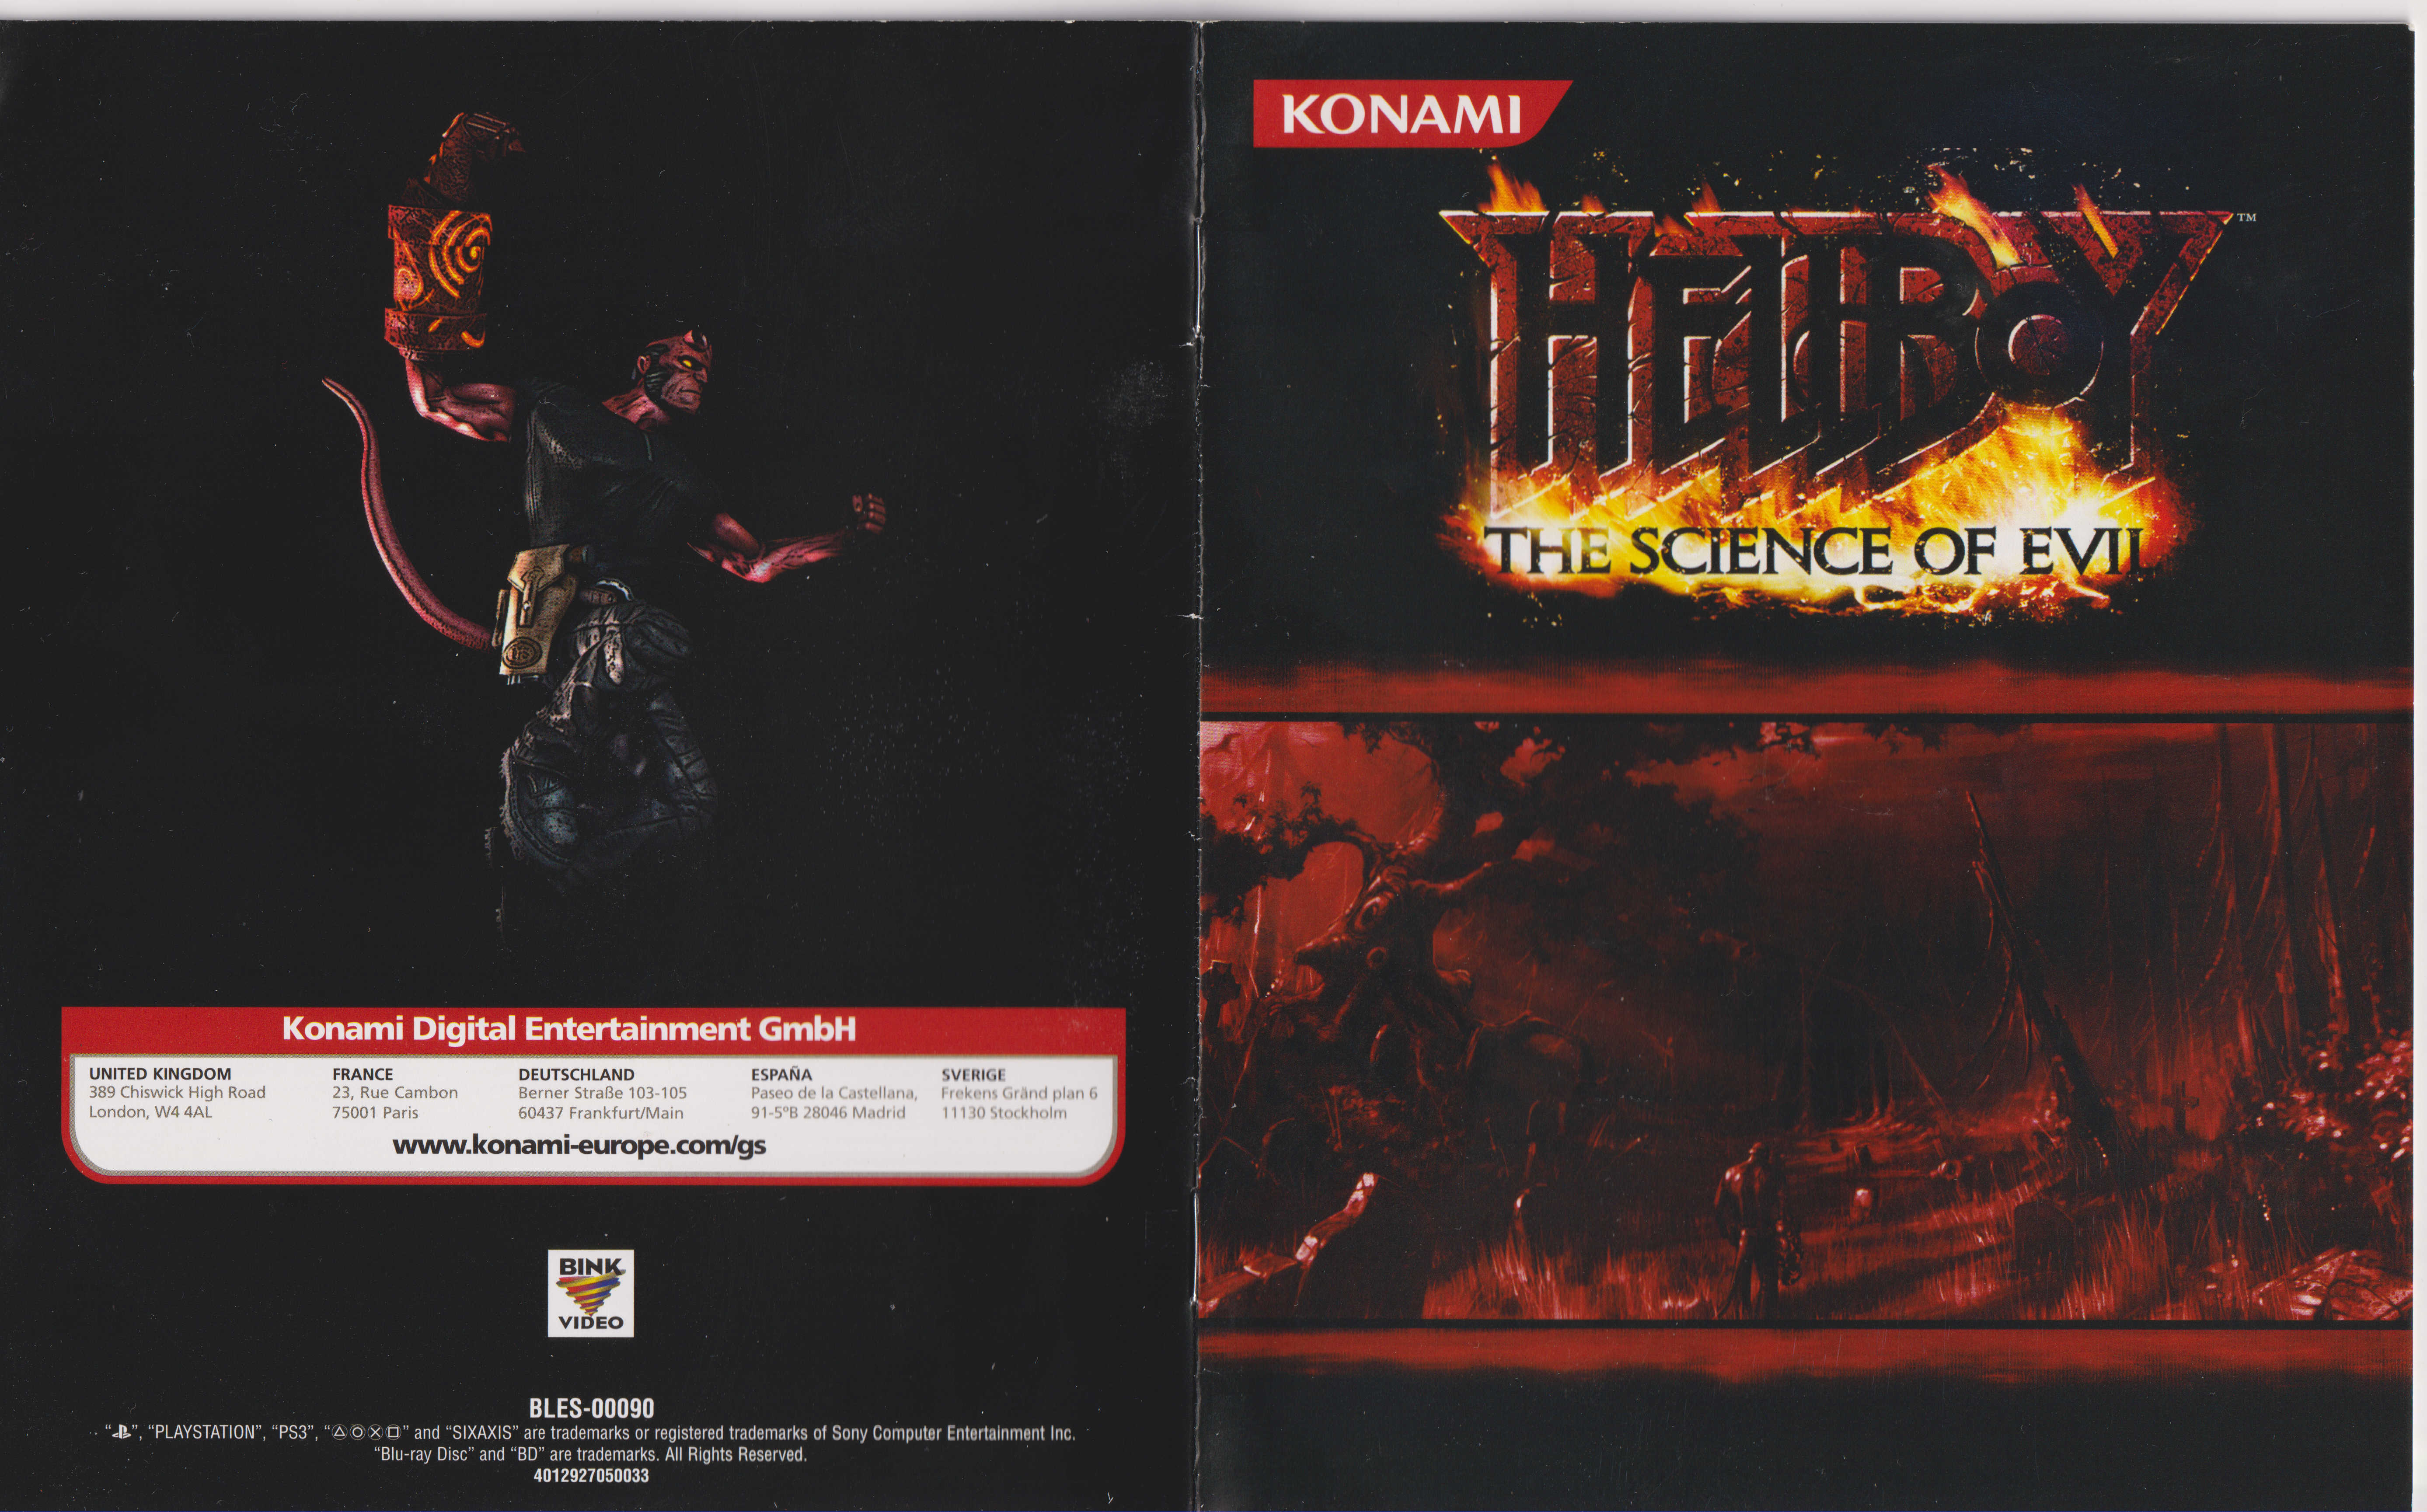 KONAMI
HELLBOY™
THE SCIENCE OF EVIL
Konami Digital Entertainment GmbH
UNITED KINGDOM
389 Chiswick High Road
London, W4 4AL
FRANCE
23, Rue Cambon
75001 Paris
DEUTSCHLAND
Berner Straße 103-105
60437 Frankfurt/Main
ESPAÑA
Paseo de la Castellana,
91-5ºB 28046 Madrid
SVERIGE
Frekens Gränd plan 6
11130 Stockholm
www.konami-europe.com/gs
BINK
VIDEO
BLES-00090
“”, “PLAYSTATION”, “PS3”, “△○✕□” and “SIXAXIS” are trademarks or registered trademarks of Sony Computer Entertainment Inc.
“Blu-ray Disc” and “BD” are trademarks. All Rights Reserved.
4012927050033